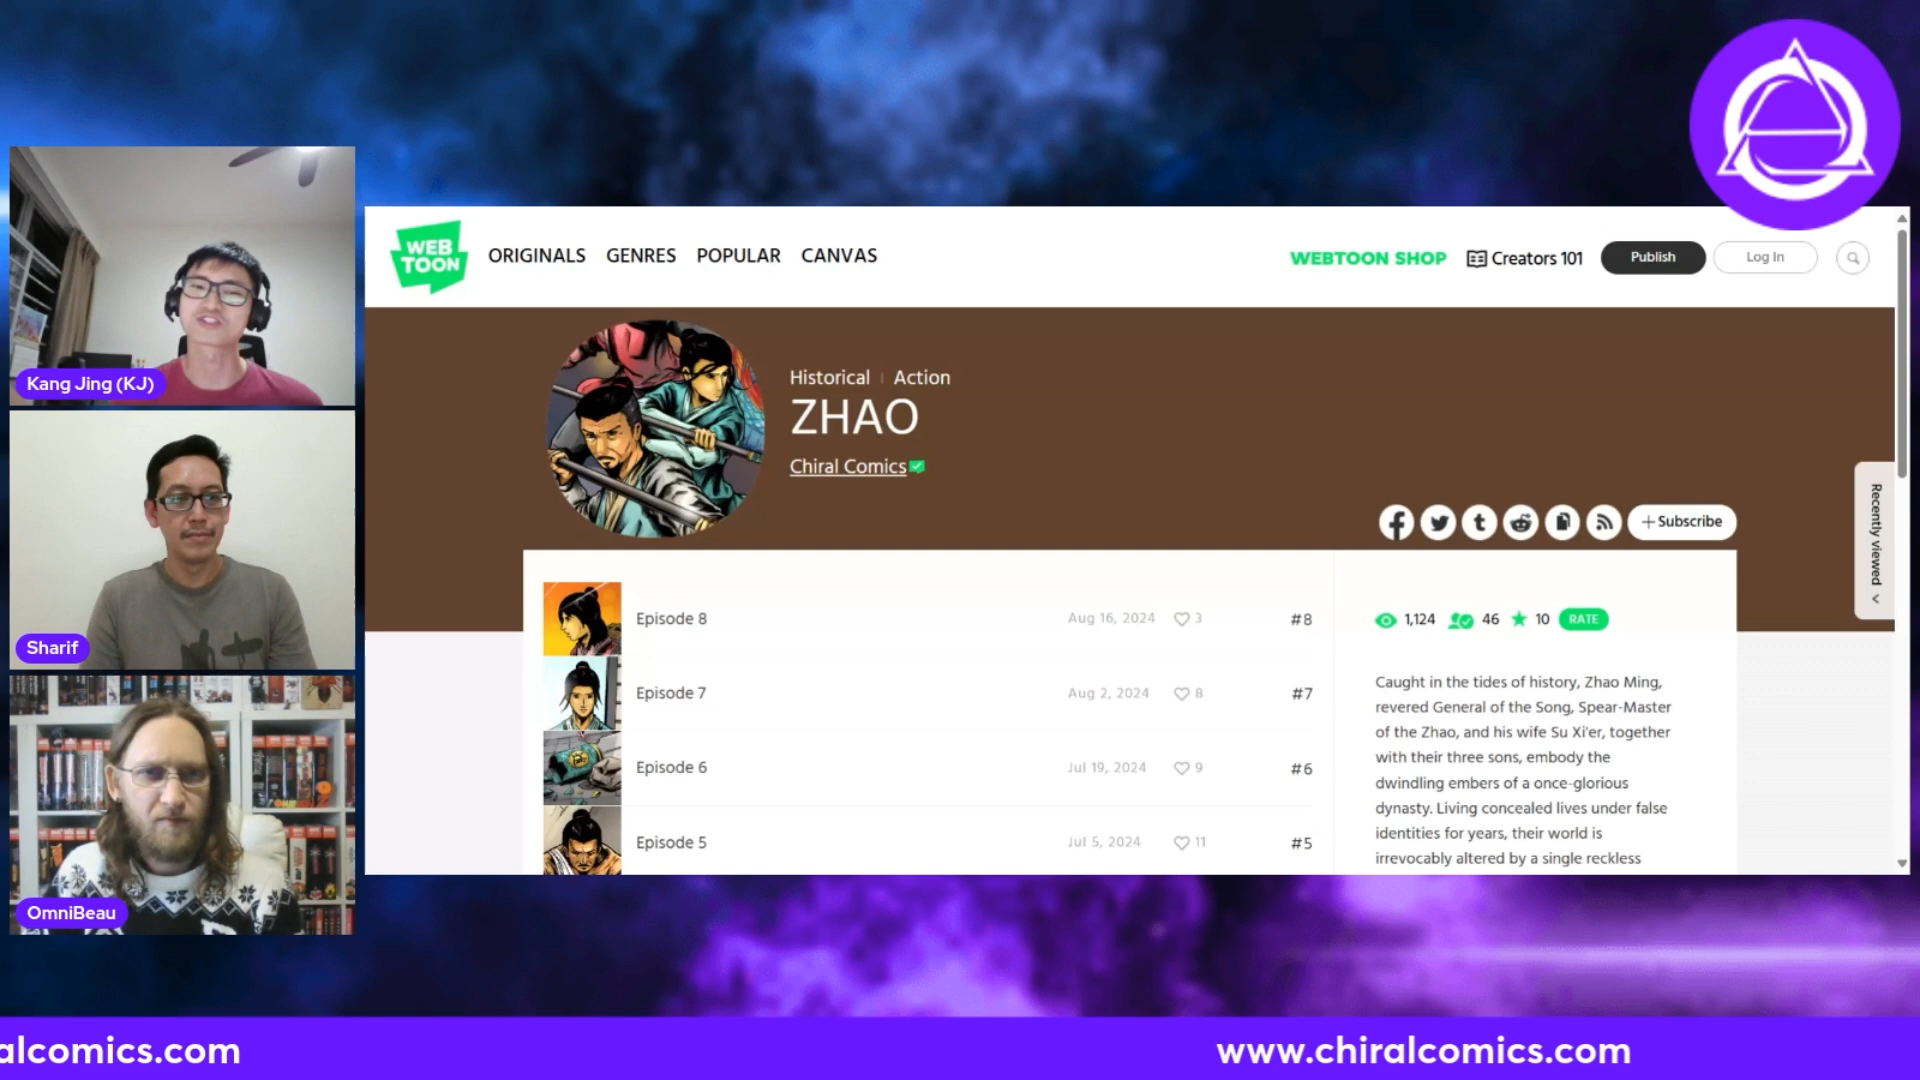 Kang Jing (KJ)
Sharif
OmniBeau
WEB
TOON
ORIGINALS GENRES POPULAR CANVAS
WEBTOON SHOP Creators 101 Publish Log In
Historical Action
ZHAO
Chiral Comics
+ Subscribe
Recently viewed
Episode 8 Aug 16, 2024 3 #8
Episode 7 Aug 2, 2024 8 #7
Episode 6 Jul 19, 2024 9 #6
Episode 5 Jul 5, 2024 11 #5
1,124 46 10 RATE
Caught in the tides of history, Zhao Ming,
revered General of the Song, Spear-Master
of the Zhao, and his wife Su Xi'er, together
with their three sons, embody the
dwindling embers of a once-glorious
dynasty. Living concealed lives under false
identities for years, their world is
irrevocably altered by a single reckless
alcomics.com www.chiralcomics.com